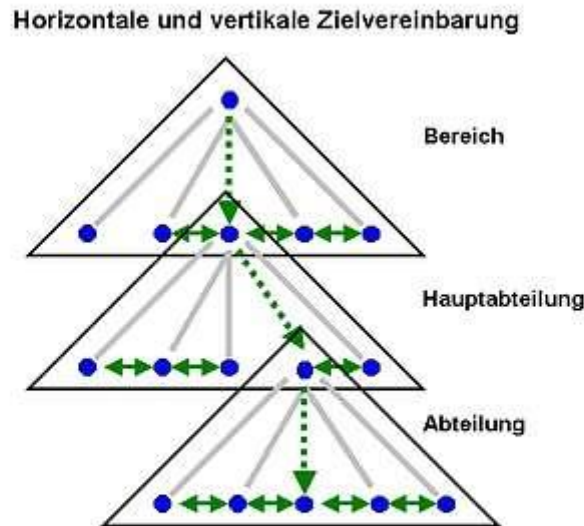 Horizontale und vertikale Zielvereinbarung
Bereich
Hauptabteilung
Abteilung